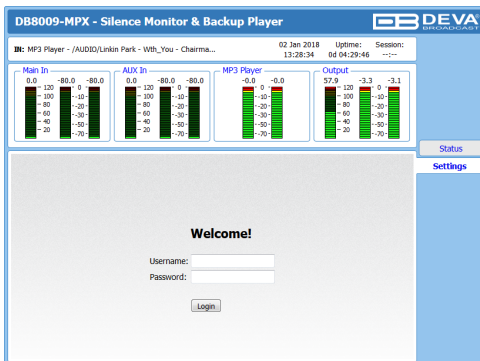 DB8009-MPX - Silence Monitor & Backup Player
DB DEVA
BROADCAST
IN: MP3 Player - /AUDIO/Linkin Park - Wth_You - Chairma...
02 Jan 2018 Uptime: Session:
13:28:34 0d 04:29:46 --:--
Main In AUX In MP3 Player Output
0.0 -80.0 -80.0 0.0 -80.0 -80.0 -0.0 -0.0 57.9 -3.3 -3.1
120 0 120 0 0 120 0
100 -10 100 -10 -10 100 -10
80 -20 80 -20 -20 80 -20
60 -30 60 -30 -30 60 -30
40 -50 40 -50 -50 40 -50
20 -70 20 -70 -70 20 -70
Status
Settings
Welcome!
Username:
Password:
Login